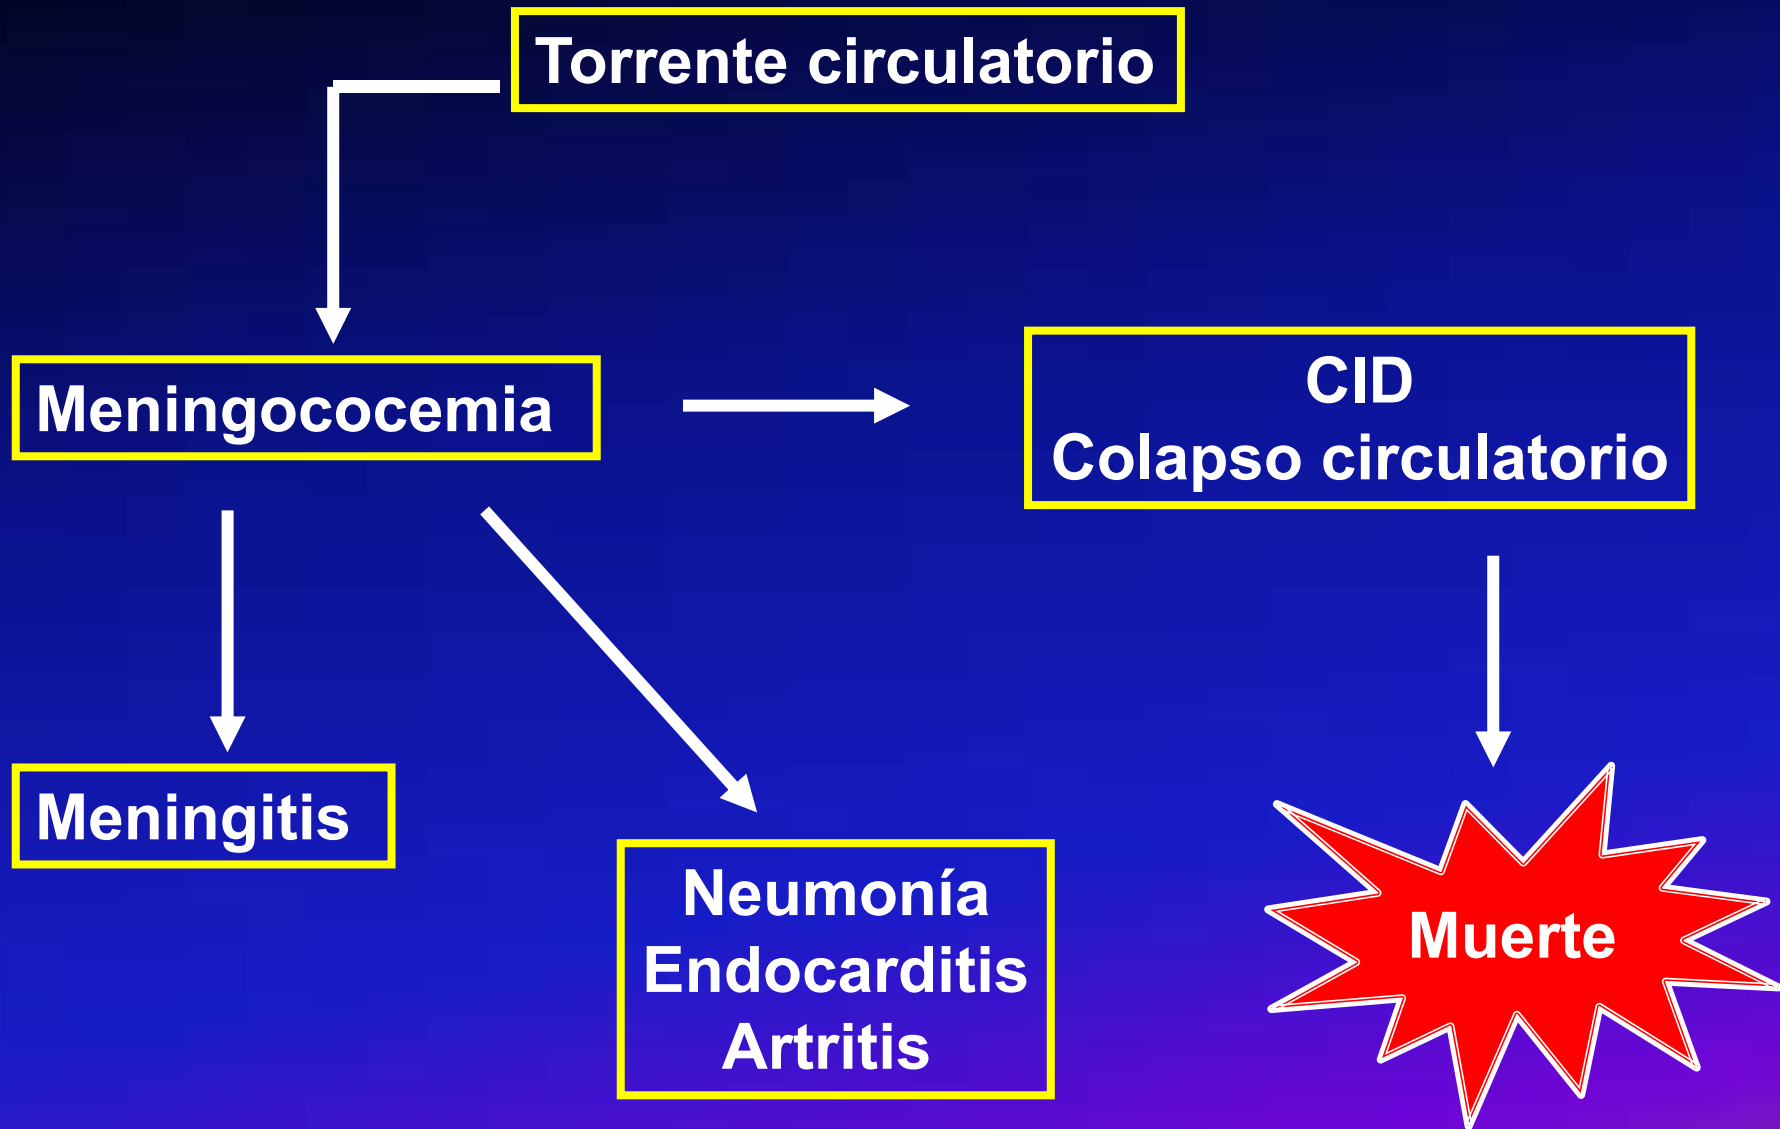 Torrente circulatorio
Meningococemia
CID
Colapso circulatorio
Meningitis
Neumonía
Endocarditis
Artritis
Muerte